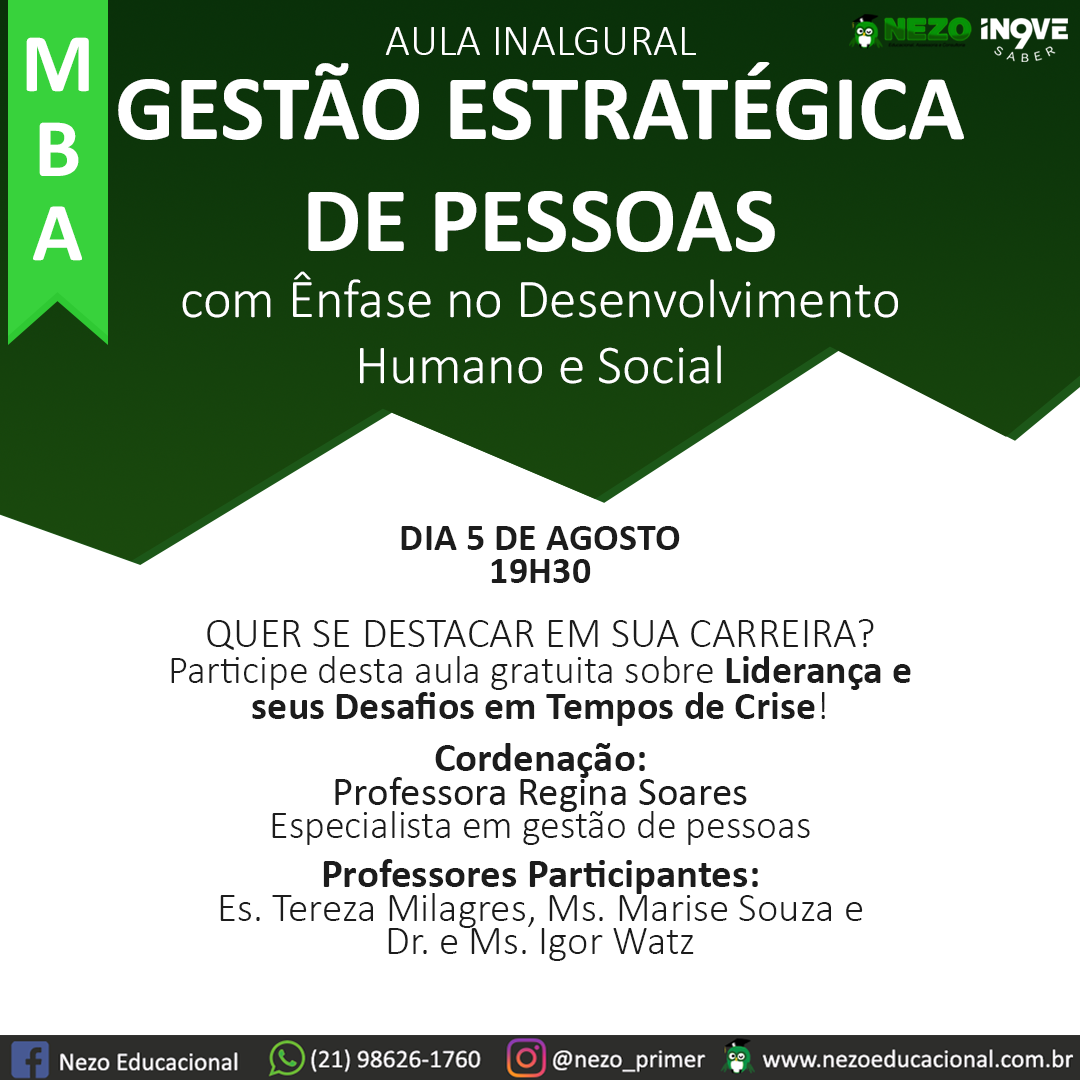 M
B
A
AULA INALGURAL
NEZO
INOVE
SABER
GESTÃO ESTRATÉGICA
DE PESSOAS
com Ênfase no Desenvolvimento
Humano e Social
DIA 5 DE AGOSTO
19H30
QUER SE DESTACAR EM SUA CARREIRA?
Participe desta aula gratuita sobre Liderança e
seus Desafios em Tempos de Crise!
Cordenação:
Professora Regina Soares
Especialista em gestão de pessoas
Professores Participantes:
Es. Tereza Milagres, Ms. Marise Souza e
Dr. e Ms. Igor Watz
Nezo Educacional
(21) 98626-1760
@nezo_primer
www.nezoeducacional.com.br